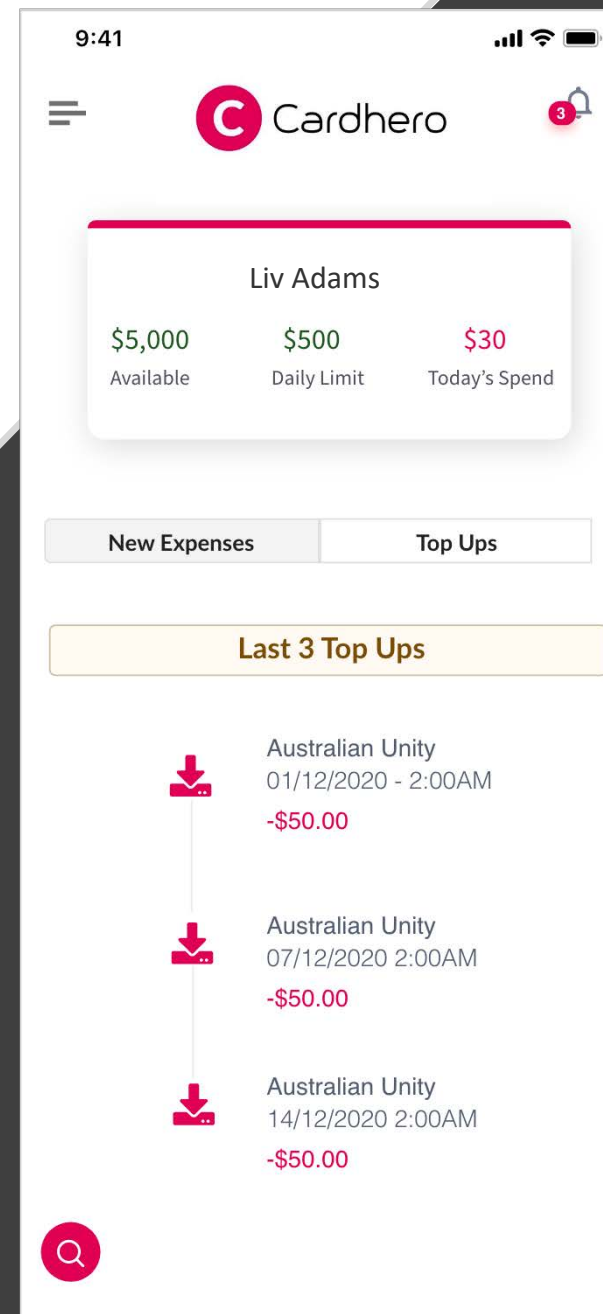 9:41
C Cardhero
3
Liv Adams
$5,000 $500 $30
Available Daily Limit Today's Spend
New Expenses Top Ups
Last 3 Top Ups
Australian Unity
01/12/2020 - 2:00AM
-$50.00
Australian Unity
07/12/2020 2:00AM
-$50.00
Australian Unity
14/12/2020 2:00AM
-$50.00